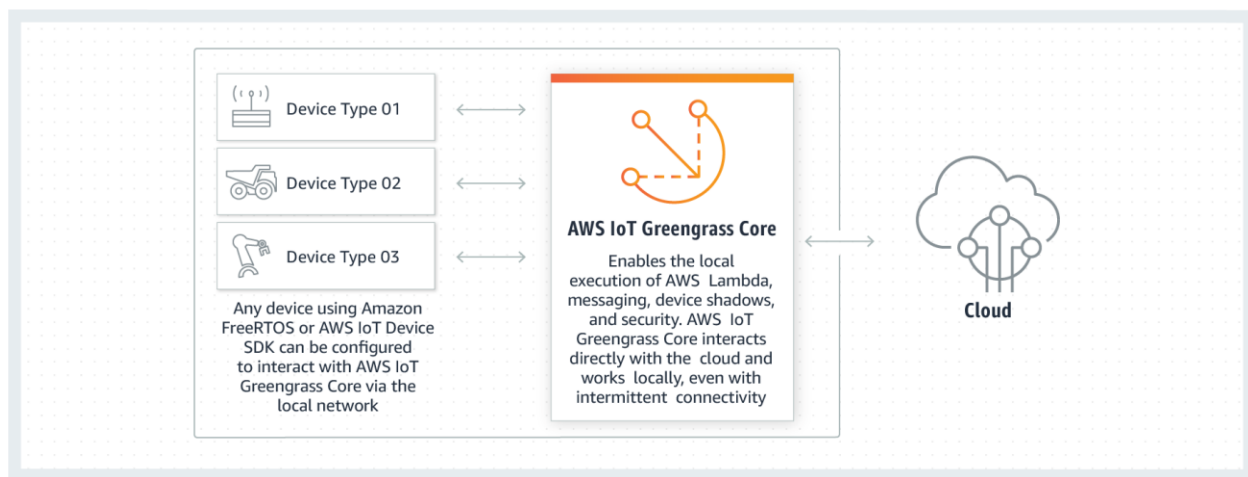 Device Type 01
Device Type 02
Device Type 03
Any device using Amazon
FreeRTOS or AWS IoT Device
SDK can be configured
to interact with AWS IoT
Greengrass Core via the
local network
AWS IoT Greengrass Core
Enables the local
execution of AWS Lambda,
messaging, device shadows,
and security. AWS IoT
Greengrass Core interacts
directly with the cloud and
works locally, even with
intermittent connectivity
Cloud